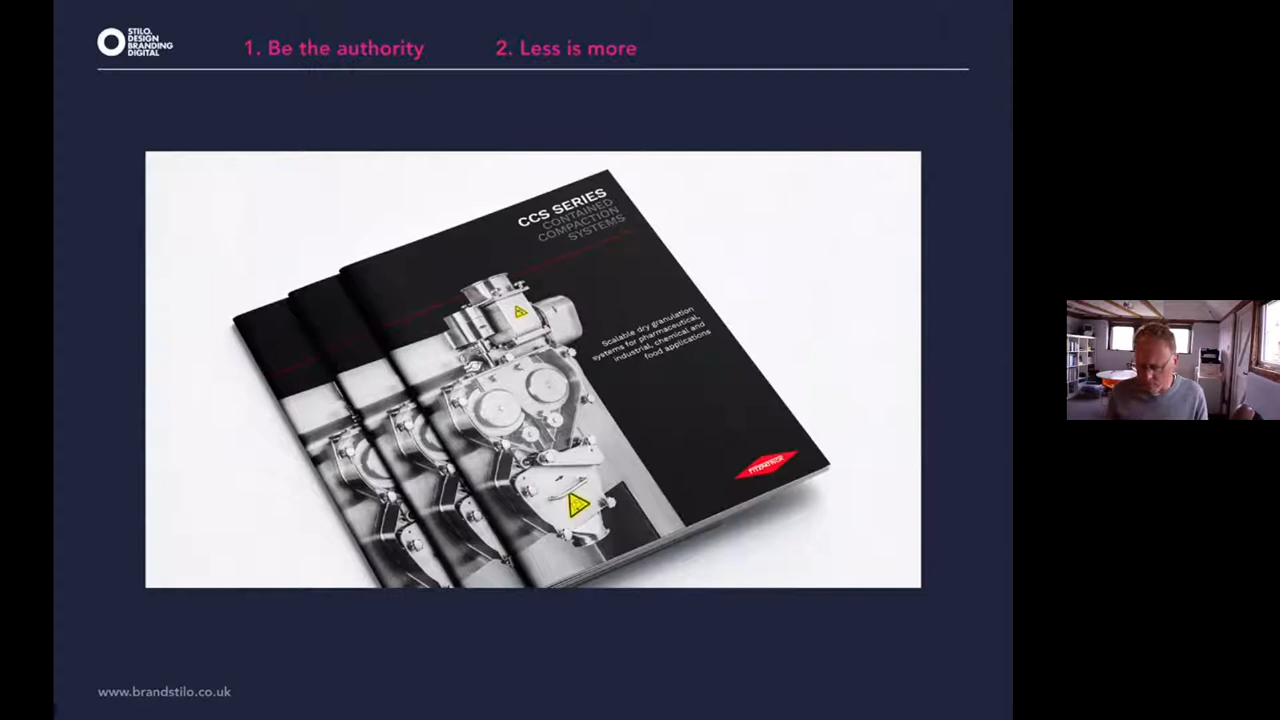 STILO.
DESIGN
BRANDING
DIGITAL
1. Be the authority
2. Less is more
CCS SERIES
CONTAINED
COMPACTION
SYSTEMS
Scalable dry granulation
systems for pharmaceutical,
industrial, chemical and
food applications
FITZPATRICK
www.brandstilo.co.uk